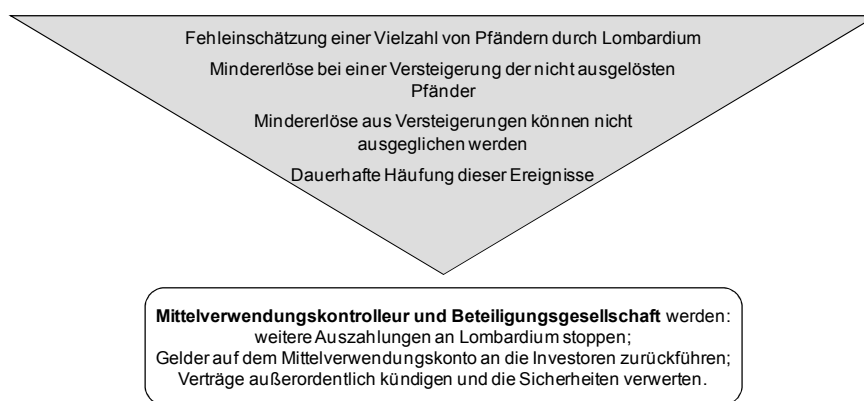 Fehleinschätzung einer Vielzahl von Pfändern durch Lombardium
Mindererlöse bei einer Versteigerung der nicht ausgelösten
Pfänder
Mindererlöse aus Versteigerungen können nicht
ausgeglichen werden
Dauerhafte Häufung dieser Ereignisse
Mittelverwendungskontrolleur und Beteiligungsgesellschaft werden:
weitere Auszahlungen an Lombardium stoppen;
Gelder auf dem Mittelverwendungskonto an die Investoren zurückführen;
Verträge außerordentlich kündigen und die Sicherheiten verwerten.